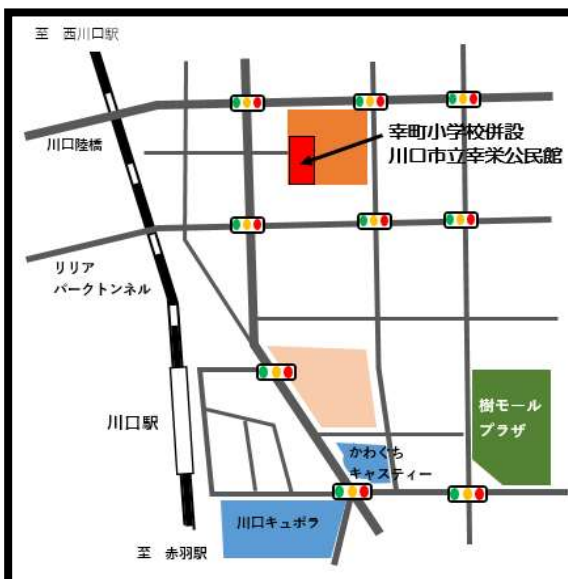 至 西川口駅
川口陸橋
幸町小学校併設
川口市立幸栄公民館
リリア
パークトンネル
川口駅
樹モール
プラザ
かわぐち
キャスティー
川口キュポラ
至 赤羽駅